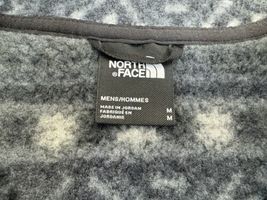 THE
NORTH
FACE
MENS/HOMMES
MADE IN JORDAN M
FABRIQUÉ EN M
JORDANIE